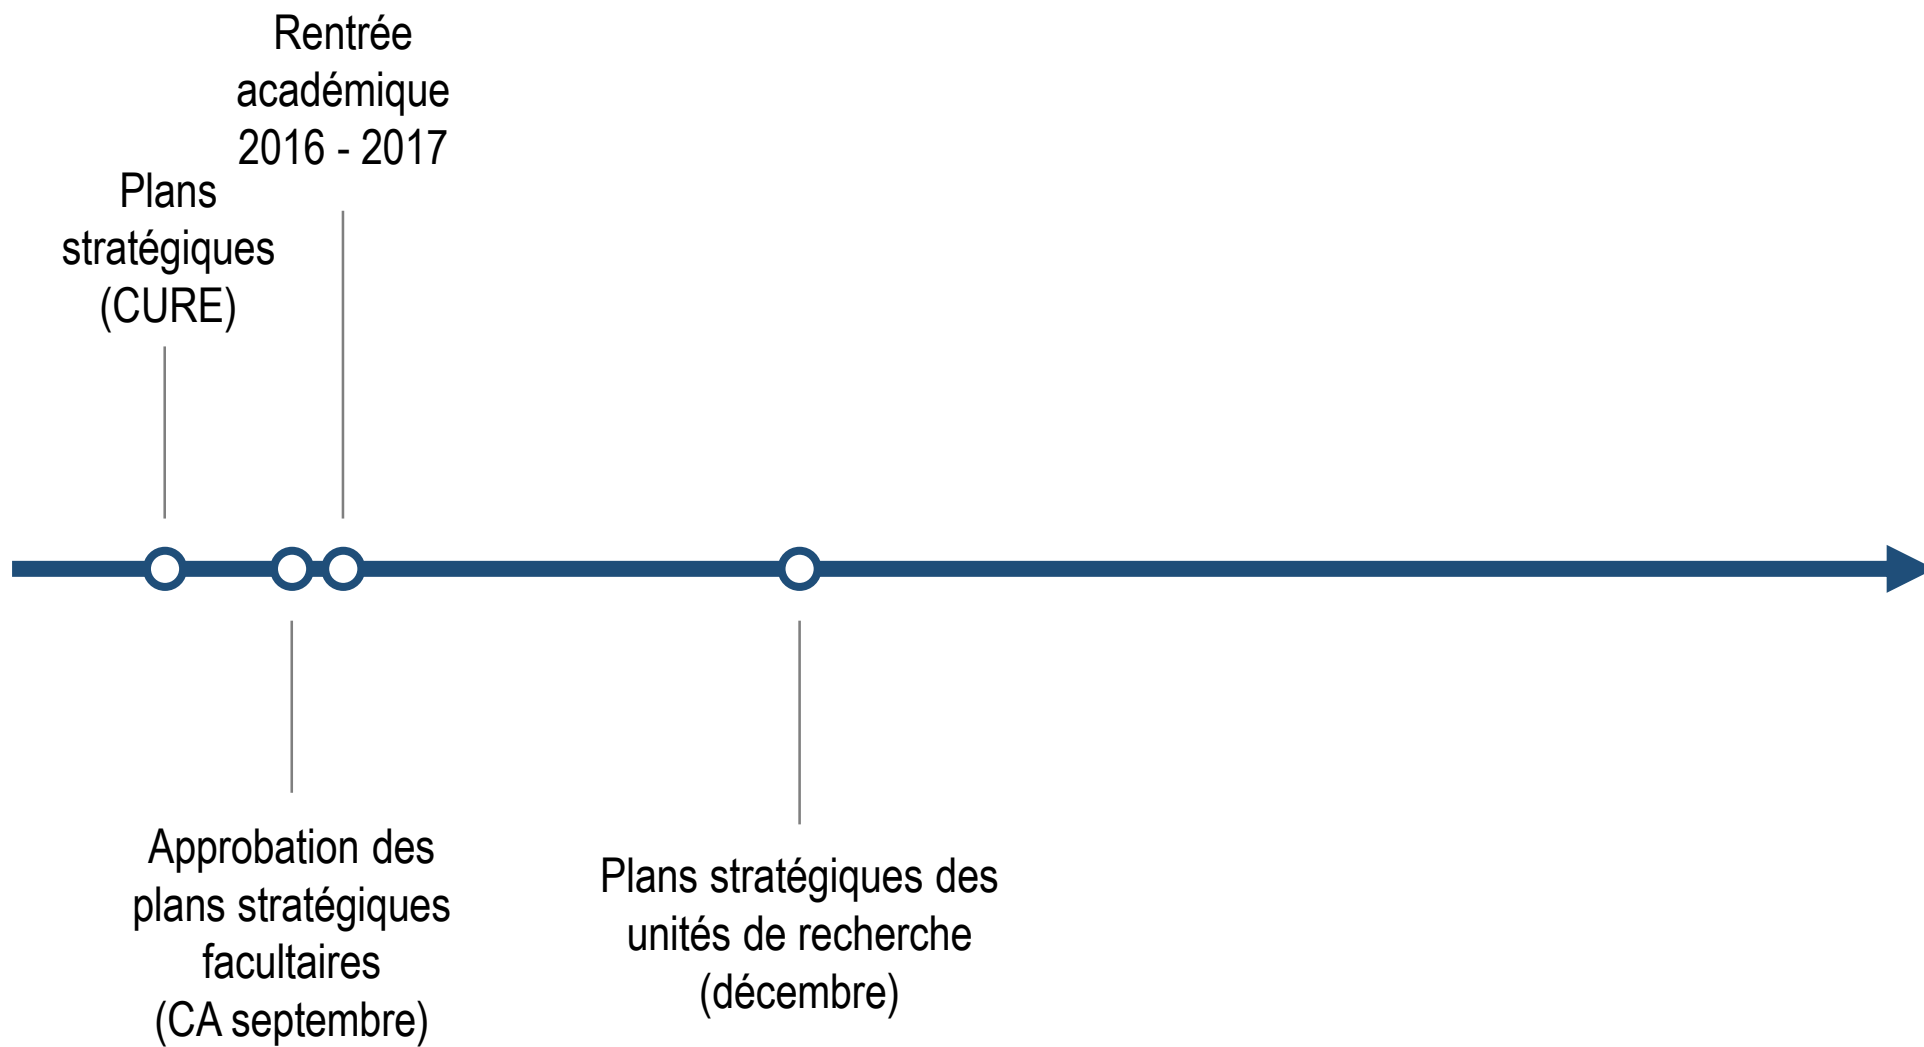 Rentrée
académique
2016 - 2017
Plans
stratégiques
(CURE)
Approbation des
plans stratégiques
facultaires
(CA septembre)
Plans stratégiques des
unités de recherche
(décembre)